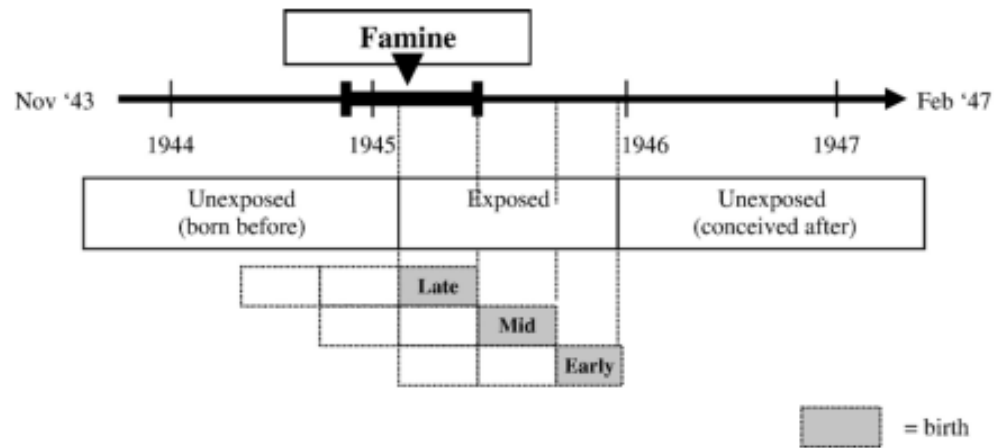 Famine
Nov ‘43
Feb ‘47
1944
1945
1946
1947
Unexposed
(born before)
Exposed
Unexposed
(conceived after)
Late
Mid
Early
= birth